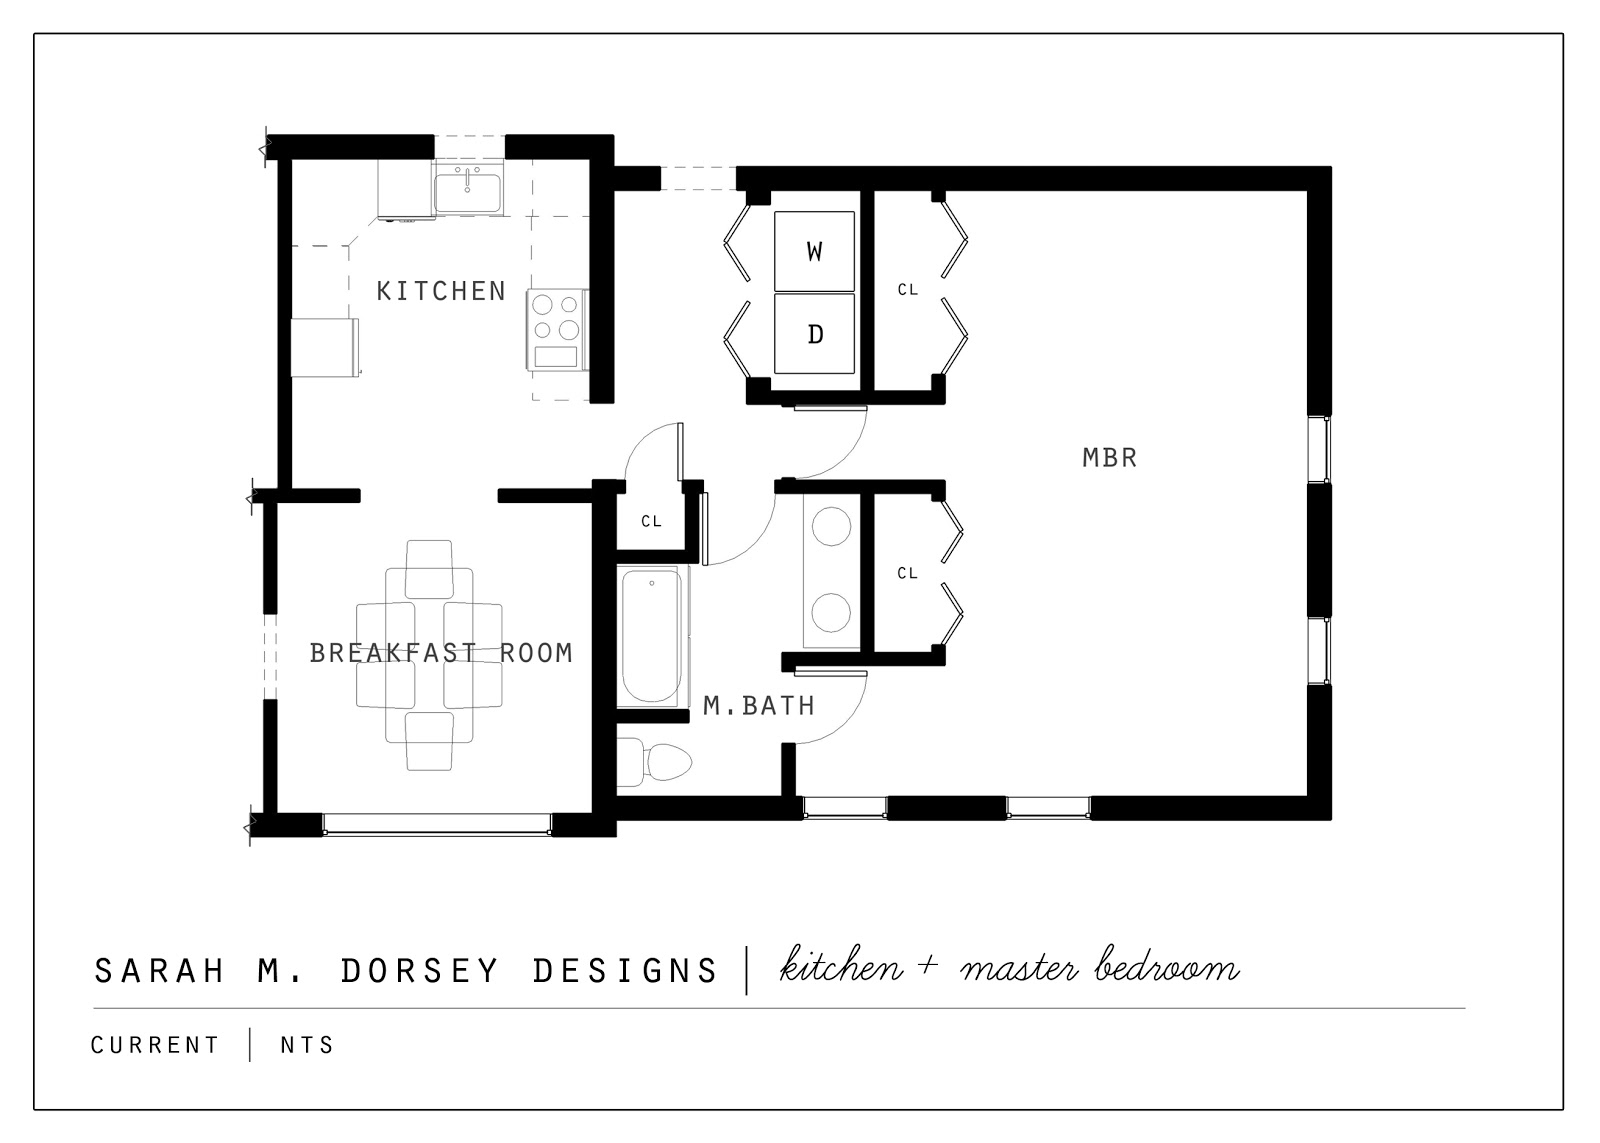 W
CL
KITCHEN
D
MBR
CL
CL
BREAKFAST ROOM
M.BATH
SARAH M. DORSEY DESIGNS | kitchen + master bedroom
CURRENT | NTS